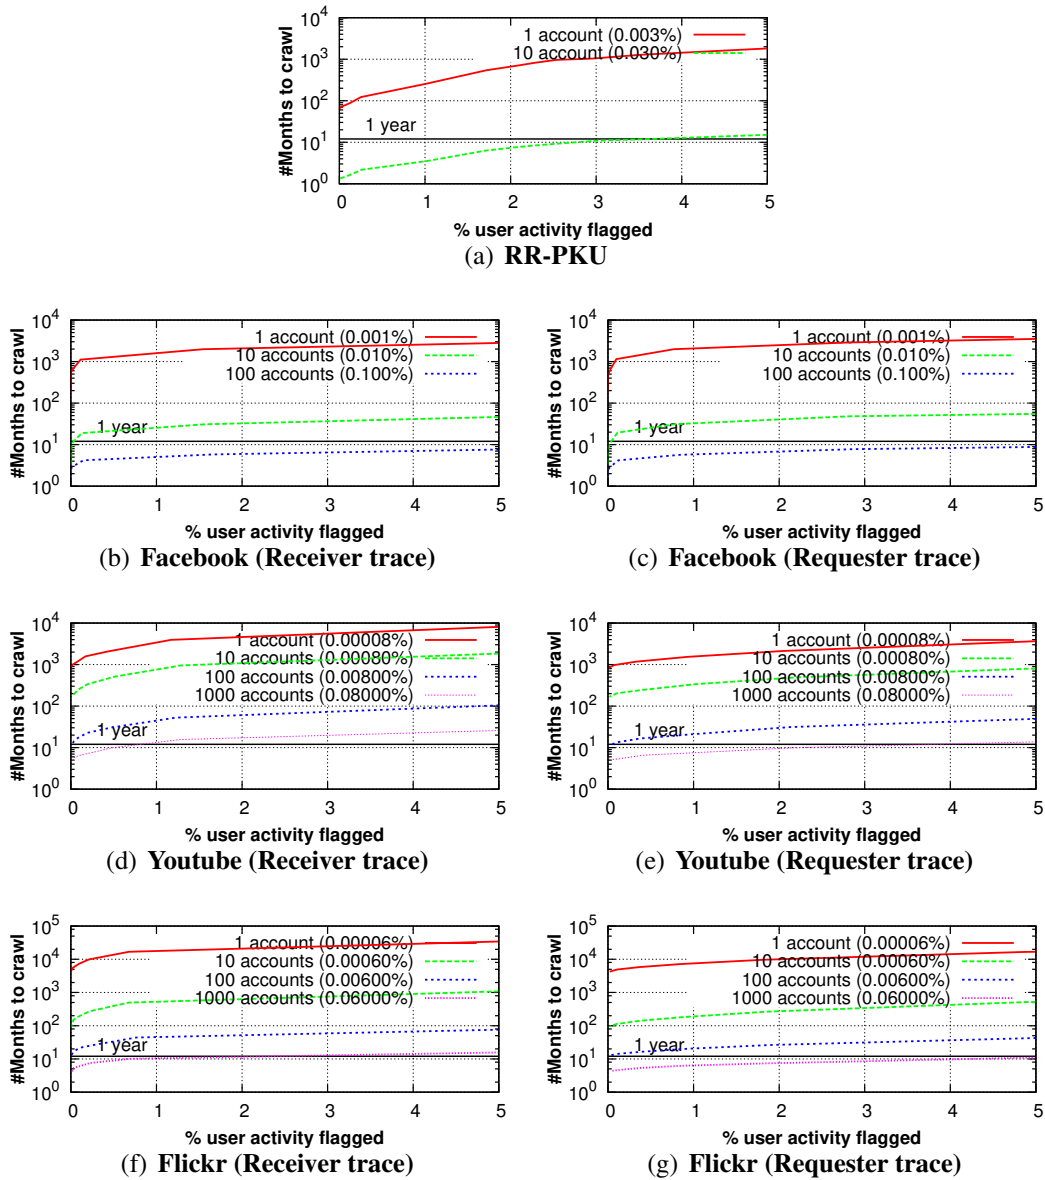 10^4
10^3
10^2
10^1
10^0
#Months to crawl
1 account (0.003%)
10 account (0.030%)
1 year
0 1 2 3 4 5
% user activity flagged
(a) RR-PKU
10^4
10^3
10^2
10^1
10^0
#Months to crawl
1 account (0.001%)
10 accounts (0.010%)
100 accounts (0.100%)
1 year
0 1 2 3 4 5
% user activity flagged
(b) Facebook (Receiver trace)
10^4
10^3
10^2
10^1
10^0
#Months to crawl
1 account (0.001%)
10 accounts (0.010%)
100 accounts (0.100%)
1 year
0 1 2 3 4 5
% user activity flagged
(c) Facebook (Requester trace)
10^4
10^3
10^2
10^1
10^0
#Months to crawl
1 account (0.00008%)
10 accounts (0.00080%)
100 accounts (0.00800%)
1000 accounts (0.08000%)
1 year
0 1 2 3 4 5
% user activity flagged
(d) Youtube (Receiver trace)
10^4
10^3
10^2
10^1
10^0
#Months to crawl
1 account (0.00008%)
10 accounts (0.00080%)
100 accounts (0.00800%)
1000 accounts (0.08000%)
1 year
0 1 2 3 4 5
% user activity flagged
(e) Youtube (Requester trace)
10^5
10^4
10^3
10^2
10^1
10^0
#Months to crawl
1 account (0.00006%)
10 accounts (0.00060%)
100 accounts (0.00600%)
1000 accounts (0.06000%)
1 year
0 1 2 3 4 5
% user activity flagged
(f) Flickr (Receiver trace)
10^5
10^4
10^3
10^2
10^1
10^0
#Months to crawl
1 account (0.00006%)
10 accounts (0.00060%)
100 accounts (0.00600%)
1000 accounts (0.06000%)
1 year
0 1 2 3 4 5
% user activity flagged
(g) Flickr (Requester trace)